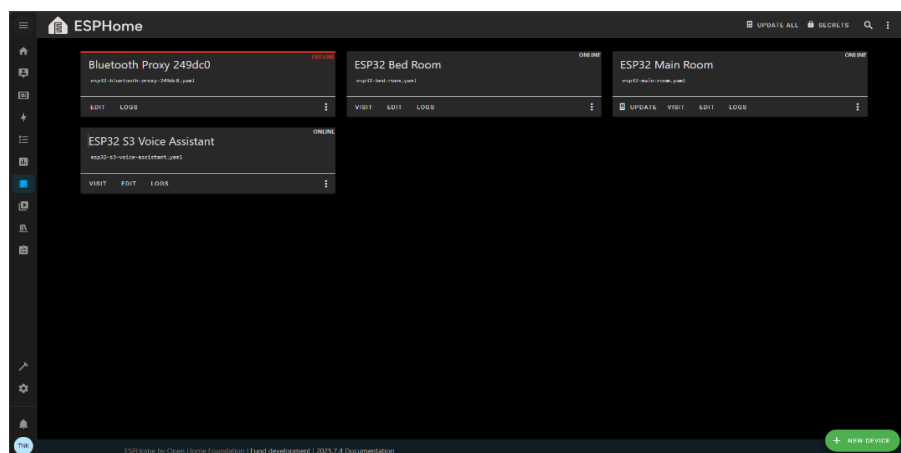 ESPHome
UPDATE ALL SECRETS
Bluetooth Proxy 249dc0
OFFLINE
esp32-bluetooth-proxy-249dc0.yaml
EDIT LOGS
ESP32 Bed Room
ONLINE
esp32-bed-room.yaml
VISIT EDIT LOGS
ESP32 Main Room
ONLINE
esp32-main-room.yaml
UPDATE VISIT EDIT LOGS
ESP32 S3 Voice Assistant
ONLINE
esp32-s3-voice-assistant.yaml
VISIT EDIT LOGS
+ NEW DEVICE
TNK
ESPHome by Open Home Foundation | Fund development | 2025.7.4 Documentation